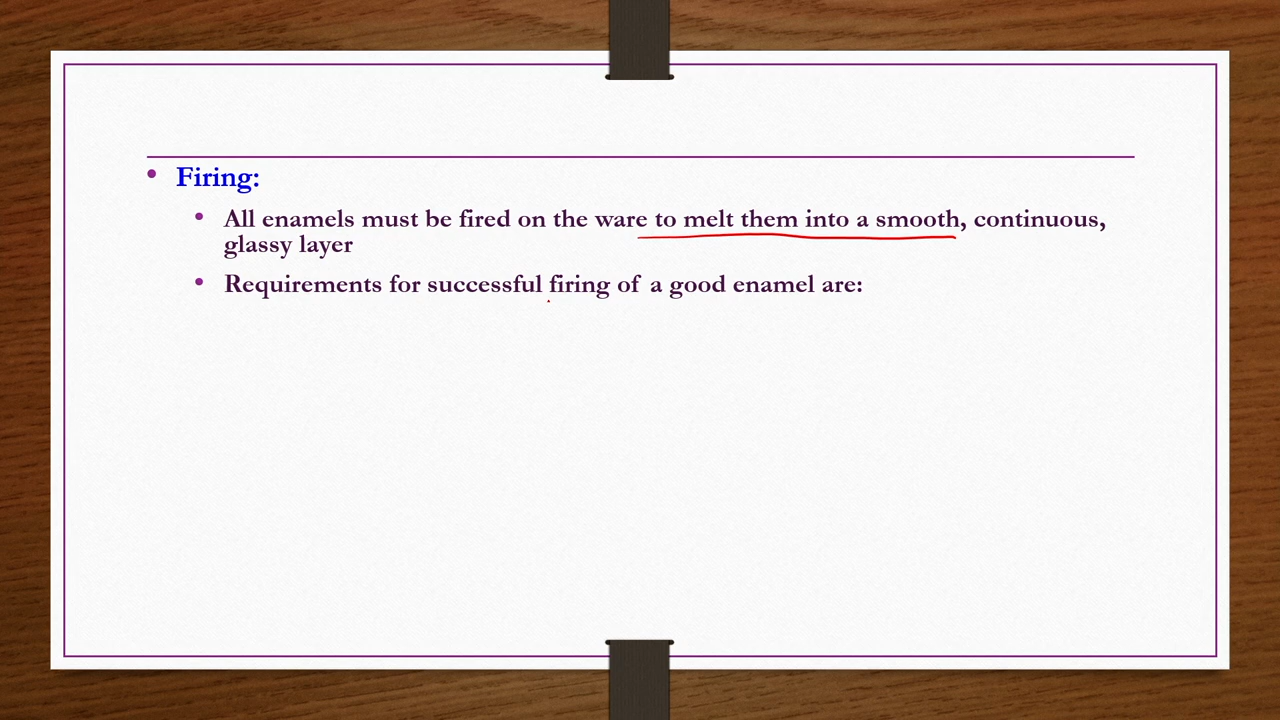 Firing:
All enamels must be fired on the ware to melt them into a smooth, continuous,
glassy layer
Requirements for successful firing of a good enamel are: